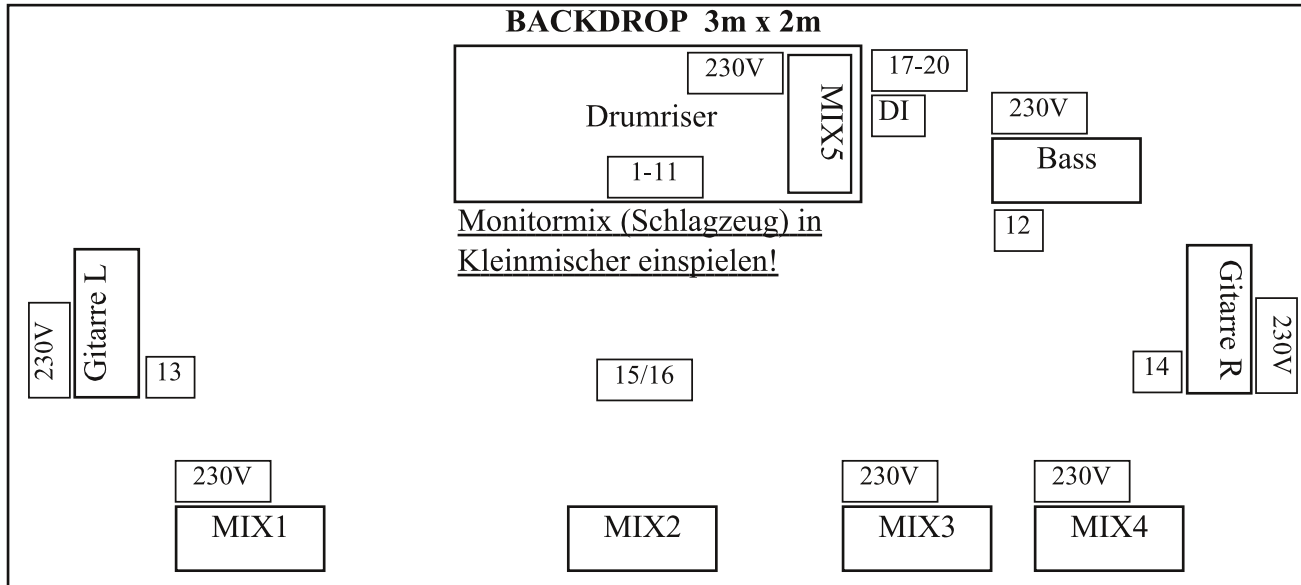 BACKDROP 3m x 2m
230V
MIX5
17-20
Drumriser
DI
230V
1-11
Bass
Monitormix (Schlagzeug) in
Kleinmischer einspielen!
12
230V
Gitarre L
13
15/16
14
Gitarre R
230V
230V
230V
230V
MIX1
MIX2
MIX3
MIX4